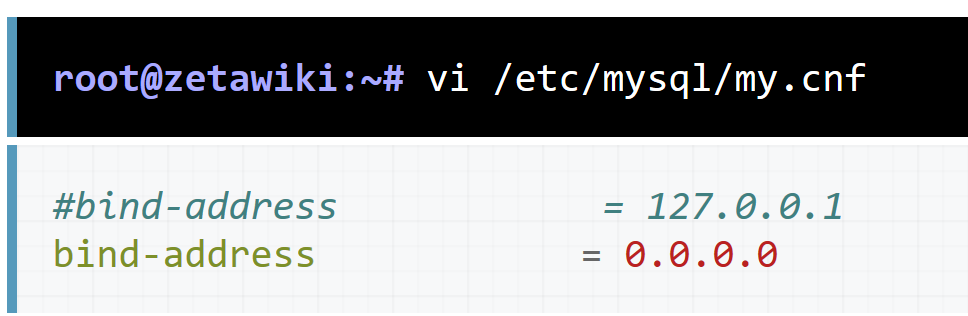 root@zetawiki:~# vi /etc/mysql/my.cnf
#bind-address            = 127.0.0.1
bind-address            = 0.0.0.0